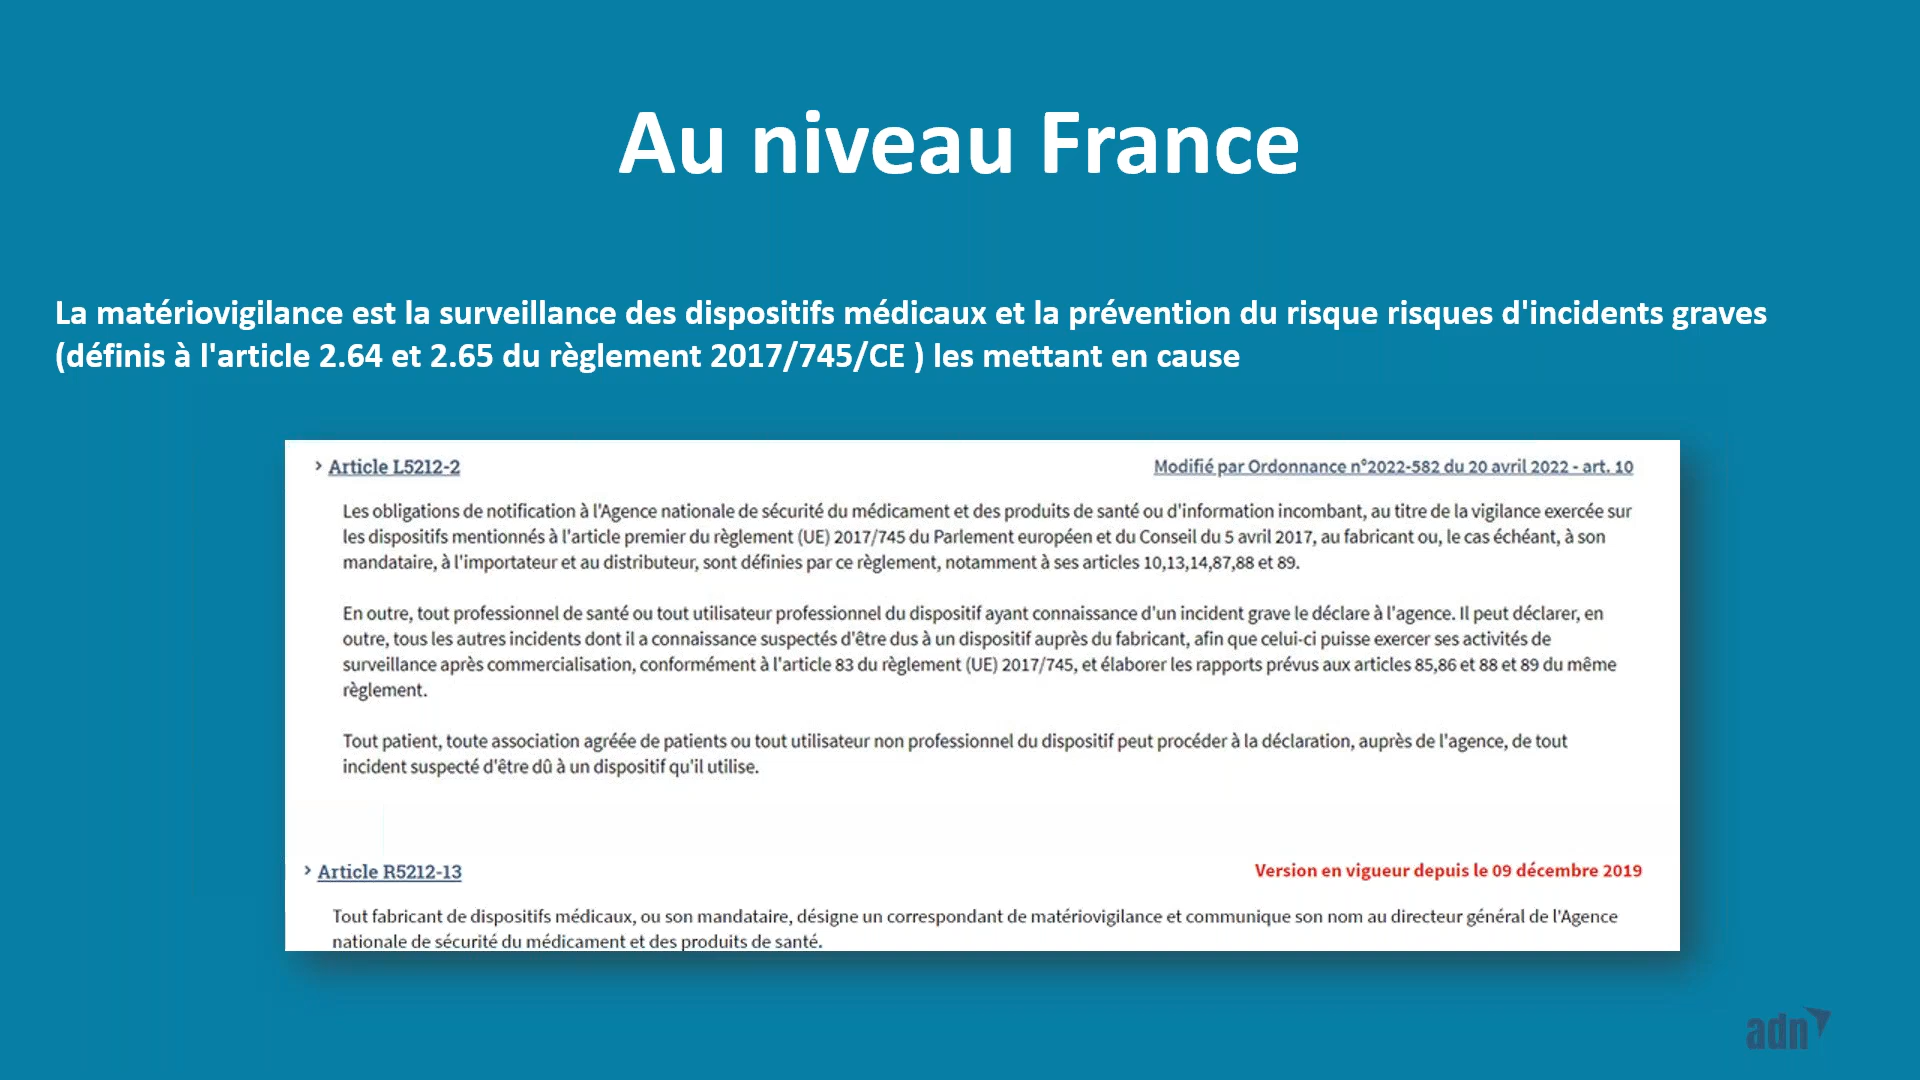 Au niveau France
La matériovigilance est la surveillance des dispositifs médicaux et la prévention du risque risques d'incidents graves
(définis à l'article 2.64 et 2.65 du règlement 2017/745/CE ) les mettant en cause
> Article L5212-2
Modifié par Ordonnance n°2022-582 du 20 avril 2022 - art. 10
Les obligations de notification à l'Agence nationale de sécurité du médicament et des produits de santé ou d'information incombant, au titre de la vigilance exercée sur
les dispositifs mentionnés à l'article premier du règlement (UE) 2017/745 du Parlement européen et du Conseil du 5 avril 2017, au fabricant ou, le cas échéant, à son
mandataire, à l'importateur et au distributeur, sont définies par ce règlement, notamment à ses articles 10,13,14,87,88 et 89.
En outre, tout professionnel de santé ou tout utilisateur professionnel du dispositif ayant connaissance d'un incident grave le déclare à l'agence. Il peut déclarer, en
outre, tous les autres incidents dont il a connaissance suspectés d'être dus à un dispositif auprès du fabricant, afin que celui-ci puisse exercer ses activités de
surveillance après commercialisation, conformément à l'article 83 du règlement (UE) 2017/745, et élaborer les rapports prévus aux articles 85,86 et 88 et 89 du même
règlement.
Tout patient, toute association agréée de patients ou tout utilisateur non professionnel du dispositif peut procéder à la déclaration, auprès de l'agence, de tout
incident suspecté d'être dû à un dispositif qu'il utilise.
> Article R5212-13
Version en vigueur depuis le 09 décembre 2019
Tout fabricant de dispositifs médicaux, ou son mandataire, désigne un correspondant de matériovigilance et communique son nom au directeur général de l'Agence
nationale de sécurité du médicament et des produits de santé.
adn